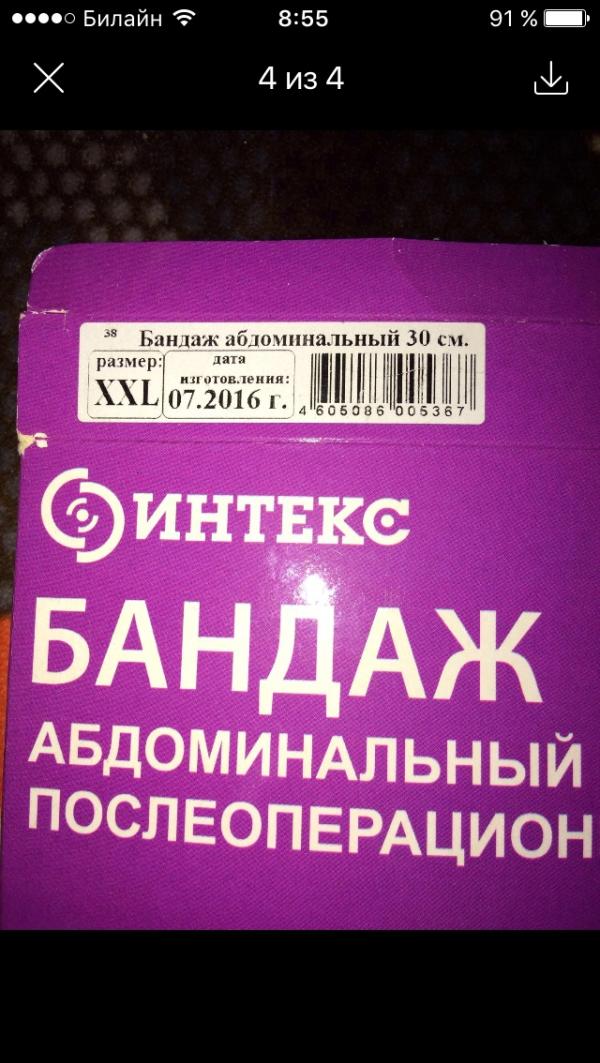 Билайн 8:55 91 %
4 из 4
38 Бандаж абдоминальный 30 см.
размер:
XXL
дата
изготовления:
07.2016 г.
4 605086 005367
ИНТЕКС
БАНДАЖ
АБДОМИНАЛЬНЫЙ
ПОСЛЕОПЕРАЦИОН